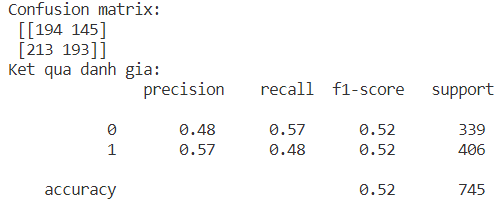 Confusion matrix:
[[194 145]
[213 193]]
Ket qua danh gia:
precision recall f1-score support
0 0.48 0.57 0.52 339
1 0.57 0.48 0.52 406
accuracy 0.52 745